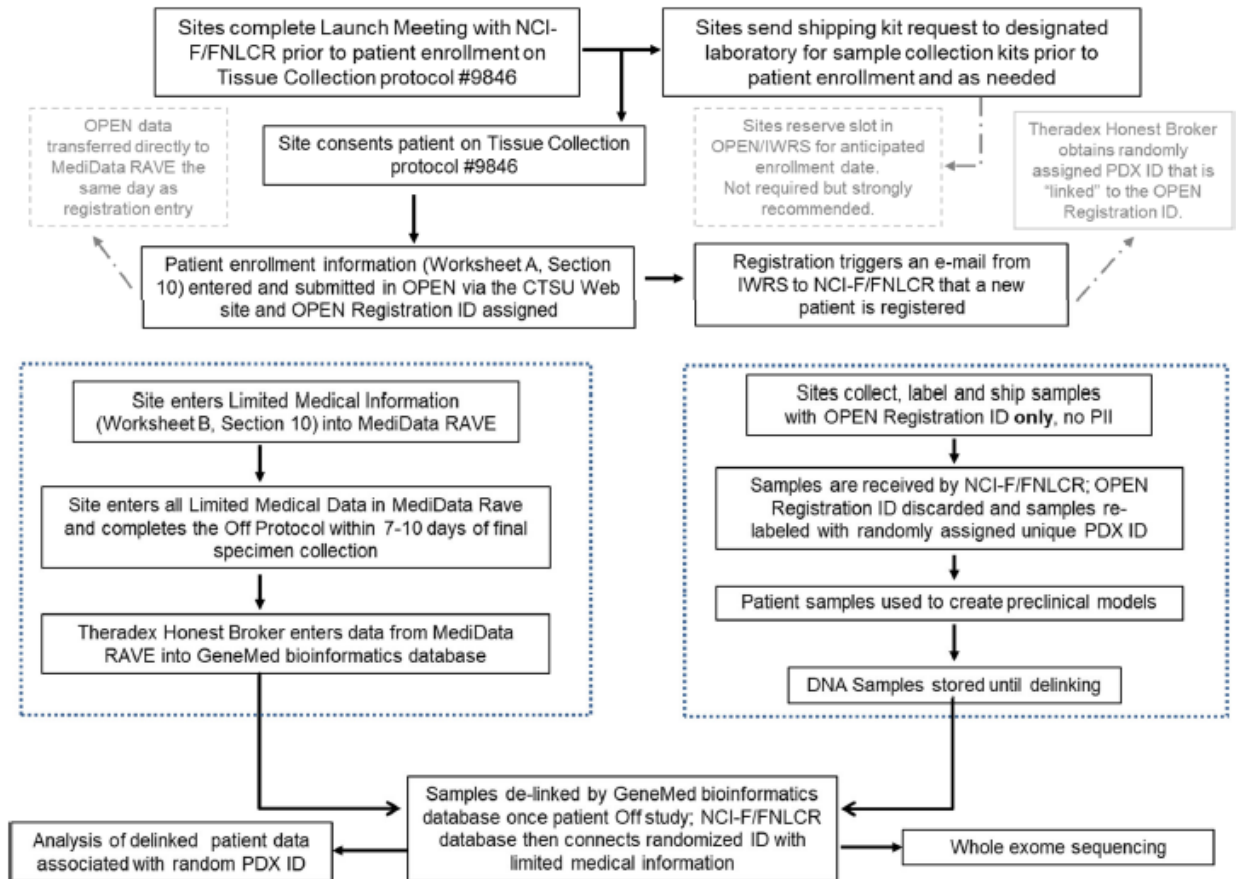 Sites complete Launch Meeting with NCI-
F/FNLCR prior to patient enrollment on
Tissue Collection protocol #9846
Sites send shipping kit request to designated
laboratory for sample collection kits prior to
patient enrollment and as needed
OPEN data
transferred directly to
MediData RAVE the
same day as
registration entry
Site consents patient on Tissue Collection
protocol #9846
Sites reserve slot in
OPEN/IWRS for anticipated
enrollment date.
Not required but strongly
recommended.
Theradex Honest Broker
obtains randomly
assigned PDX ID that is
“linked” to the OPEN
Registration ID.
Patient enrollment information (Worksheet A, Section
10) entered and submitted in OPEN via the CTSU Web
site and OPEN Registration ID assigned
Registration triggers an e-mail from
IWRS to NCI-F/FNLCR that a new
patient is registered
Site enters Limited Medical Information
(Worksheet B, Section 10) into MediData RAVE
Site enters all Limited Medical Data in MediData Rave
and completes the Off Protocol within 7-10 days of final
specimen collection
Theradex Honest Broker enters data from MediData
RAVE into GeneMed bioinformatics database
Sites collect, label and ship samples
with OPEN Registration ID only, no PII
Samples are received by NCI-F/FNLCR; OPEN
Registration ID discarded and samples re-
labeled with randomly assigned unique PDX ID
Patient samples used to create preclinical models
DNA Samples stored until delinking
Samples de-linked by GeneMed bioinformatics
database once patient Off study; NCI-F/FNLCR
database then connects randomized ID with
limited medical information
Analysis of delinked patient data
associated with random PDX ID
Whole exome sequencing